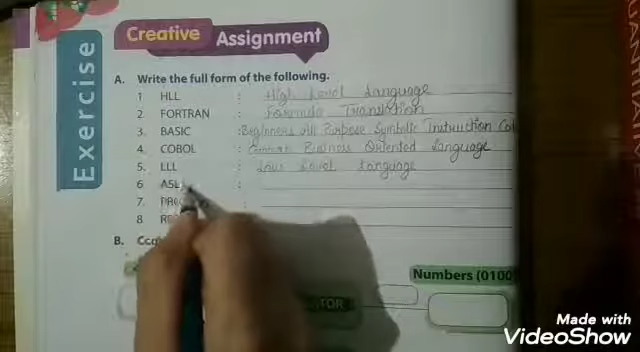 Exercise
Creative Assignment
A. Write the full form of the following.
1 HLL : High Level Language
2. FORTRAN : Formula Translation
3. BASIC : Beginners All Purpose Symbolic Instruction Co
4. COBOL : Common Business Oriented Language
5. LLL : Low Level Language
6 ASL :
7.
8
B.
Numbers (0100
TOR
Made with
VideoShow